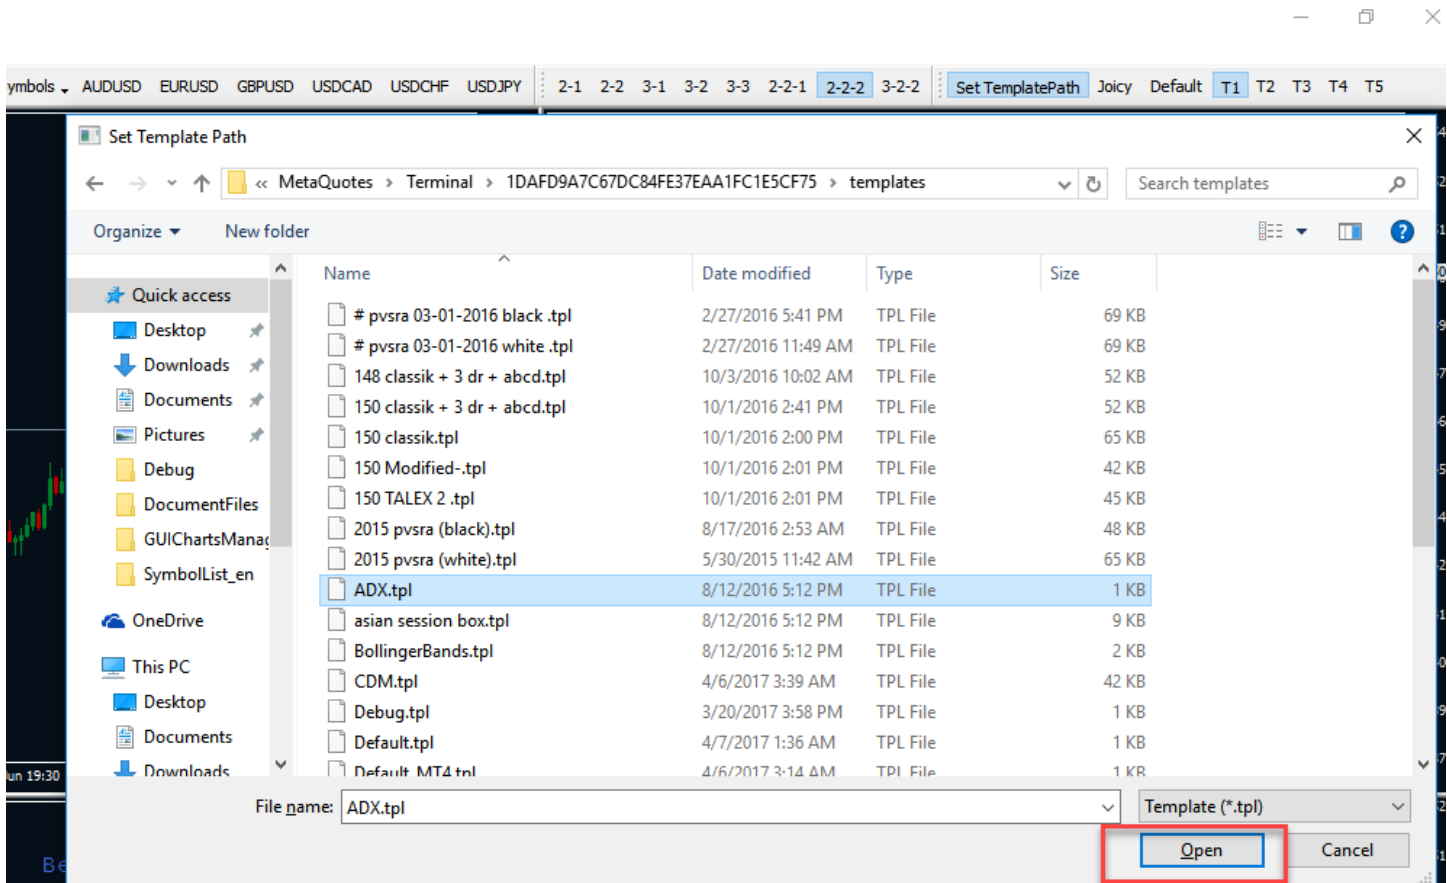 ymbols AUDUSD EURUSD GBPUSD USDCAD USDCHF USDJPY 2-1 2-2 3-1 3-2 3-3 2-2-1 2-2-2 3-2-2 Set TemplatePath Joicy Default T1 T2 T3 T4 T5
Set Template Path
« MetaQuotes > Terminal > 1DAFD9A7C67DC84FE37EAA1FC1E5CF75 > templates Search templates
Organize New folder ?
Name Date modified Type Size
Quick access
Desktop
Downloads
Documents
Pictures
Debug
DocumentFiles
GUIChartsManag
SymbolList_en
OneDrive
This PC
Desktop
Documents
Downloads
# pvsra 03-01-2016 black .tpl 2/27/2016 5:41 PM TPL File 69 KB
# pvsra 03-01-2016 white .tpl 2/27/2016 11:49 AM TPL File 69 KB
148 classik + 3 dr + abcd.tpl 10/3/2016 10:02 AM TPL File 52 KB
150 classik + 3 dr + abcd.tpl 10/1/2016 2:41 PM TPL File 52 KB
150 classik.tpl 10/1/2016 2:00 PM TPL File 65 KB
150 Modified-.tpl 10/1/2016 2:01 PM TPL File 42 KB
150 TALEX 2 .tpl 10/1/2016 2:01 PM TPL File 45 KB
2015 pvsra (black).tpl 8/17/2016 2:53 AM TPL File 48 KB
2015 pvsra (white).tpl 5/30/2015 11:42 AM TPL File 65 KB
ADX.tpl 8/12/2016 5:12 PM TPL File 1 KB
asian session box.tpl 8/12/2016 5:12 PM TPL File 9 KB
BollingerBands.tpl 8/12/2016 5:12 PM TPL File 2 KB
CDM.tpl 4/6/2017 3:39 AM TPL File 42 KB
Debug.tpl 3/20/2017 3:58 PM TPL File 1 KB
Default.tpl 4/7/2017 1:36 AM TPL File 1 KB
Default_MT4.tpl 4/6/2017 3:14 AM TPL File 1 KB
un 19:30
File name: ADX.tpl Template (*.tpl)
Open Cancel
Be